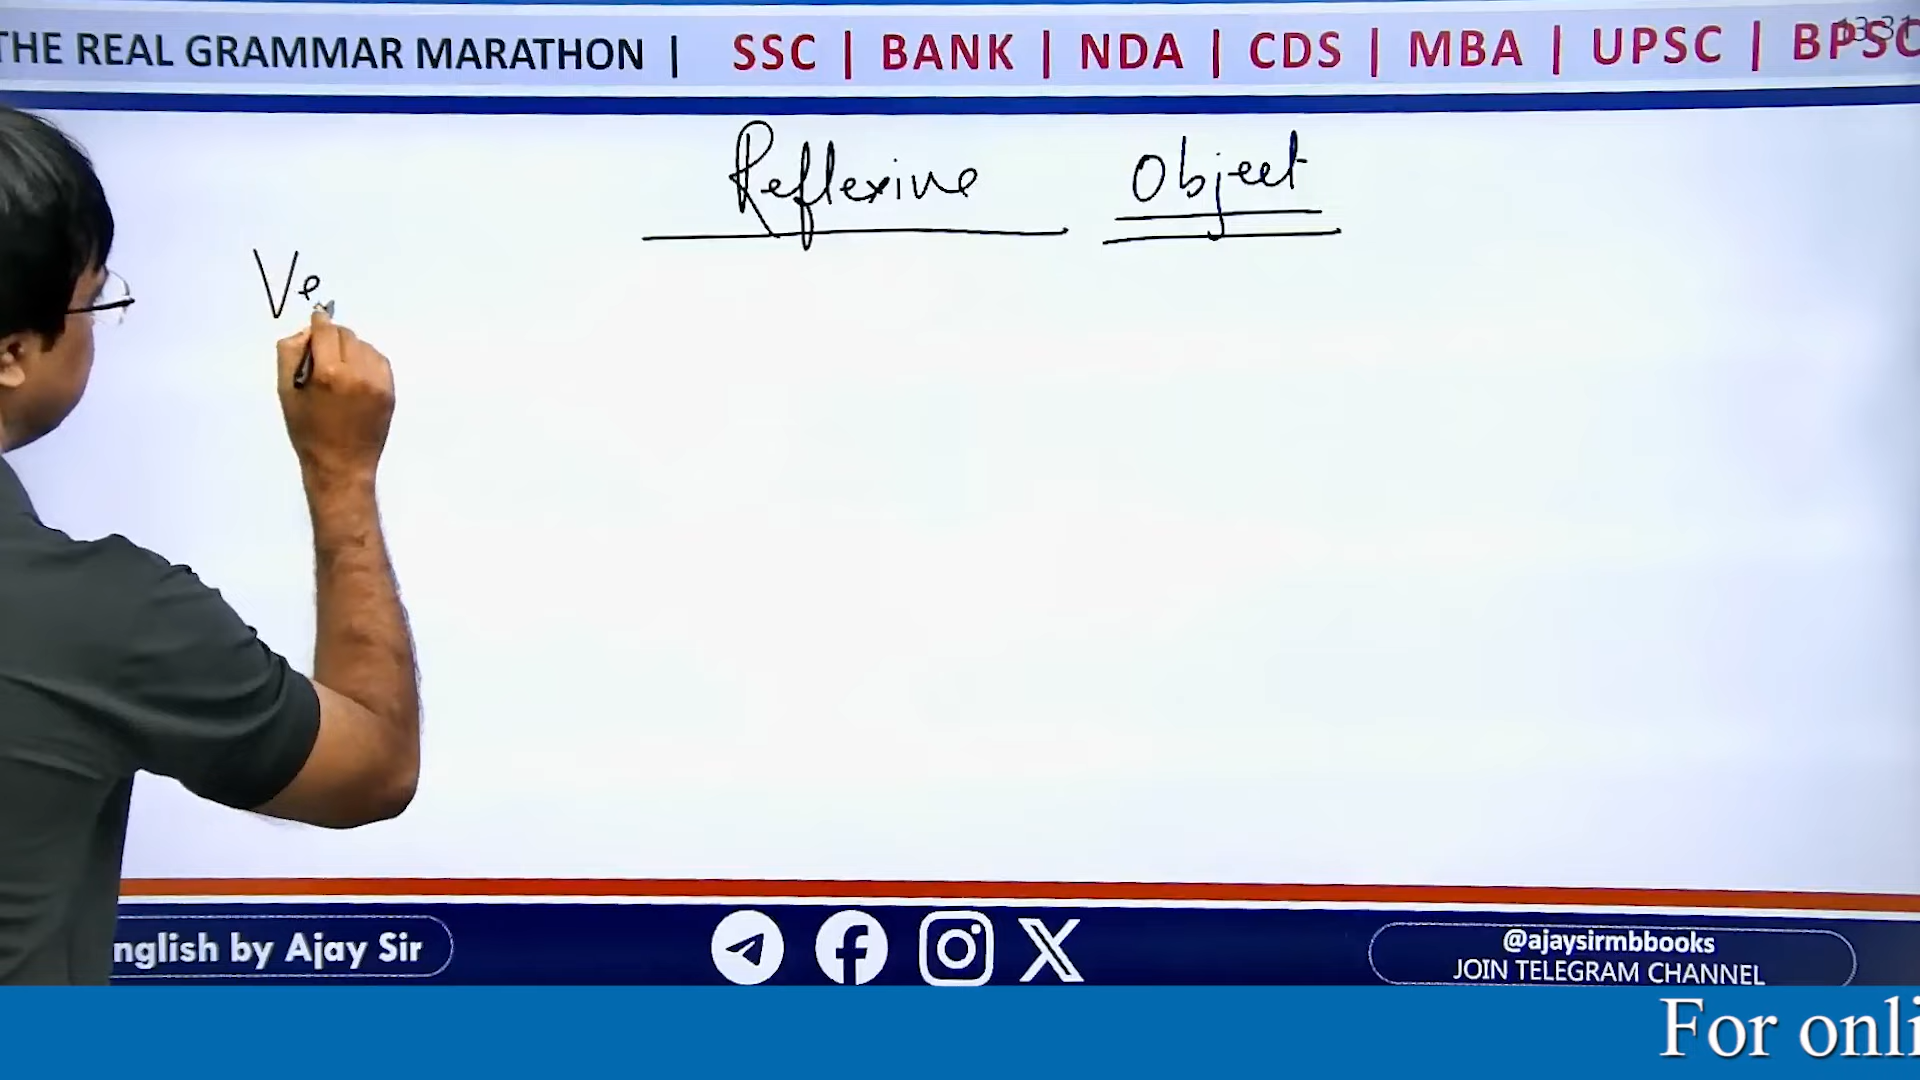 THE REAL GRAMMAR MARATHON | SSC | BANK | NDA | CDS | MBA | UPSC | BPSC
Reflexive Object
Ve
nglish by Ajay Sir
@ajaysirmbbooks
JOIN TELEGRAM CHANNEL
For onli